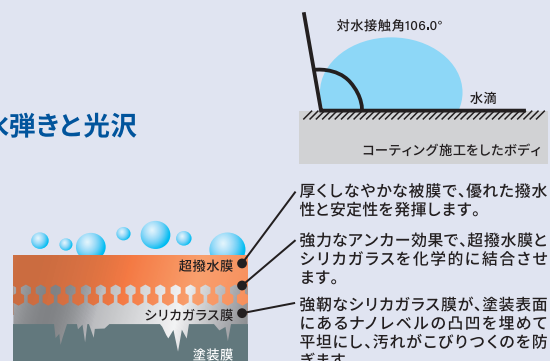 対水接触角106.0°
水滴
コーティング施工をしたボディ
水弾きと光沢
厚くしなやかな被膜で、優れた撥水
性と安定性を発揮します。
強力なアンカー効果で、超撥水膜と
シリカガラスを化学的に結合させ
ます。
強靭なシリカガラス膜が、塗装表面
にあるナノレベルの凸凹を埋めて
平坦にし、汚れがこびりつくのを防
ぎます
超撥水膜
シリカガラス膜
塗装膜